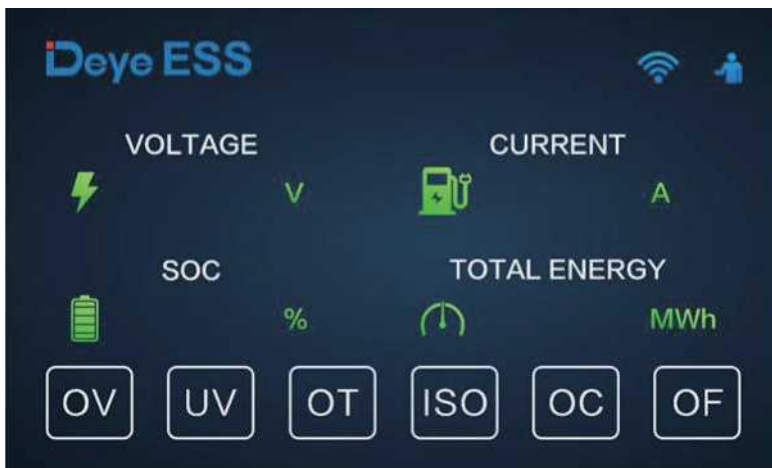 Deye ESS
VOLTAGE CURRENT
V A
SOC TOTAL ENERGY
% MWh
OV UV OT ISO OC OF